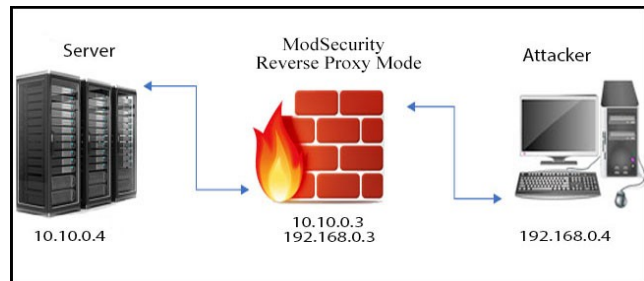 Server
ModSecurity
Reverse Proxy Mode
Attacker
10.10.0.4
10.10.0.3
192.168.0.3
192.168.0.4